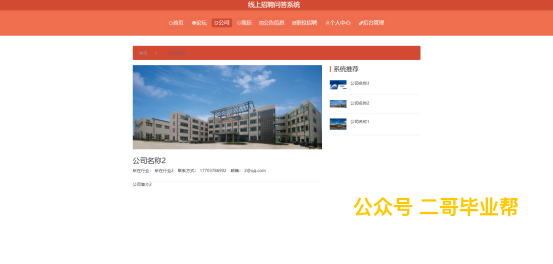 线上招聘问答系统
首页 论坛 公司 简历 公告信息 职位招聘 个人中心 后台管理
系统推荐
公司名称3
公司名称2
公司名称1
公司名称2
所在行业： 所在行业2 联系方式： 17703786902 邮箱： 2@qq.com
公司简介2
公众号 二哥毕业帮